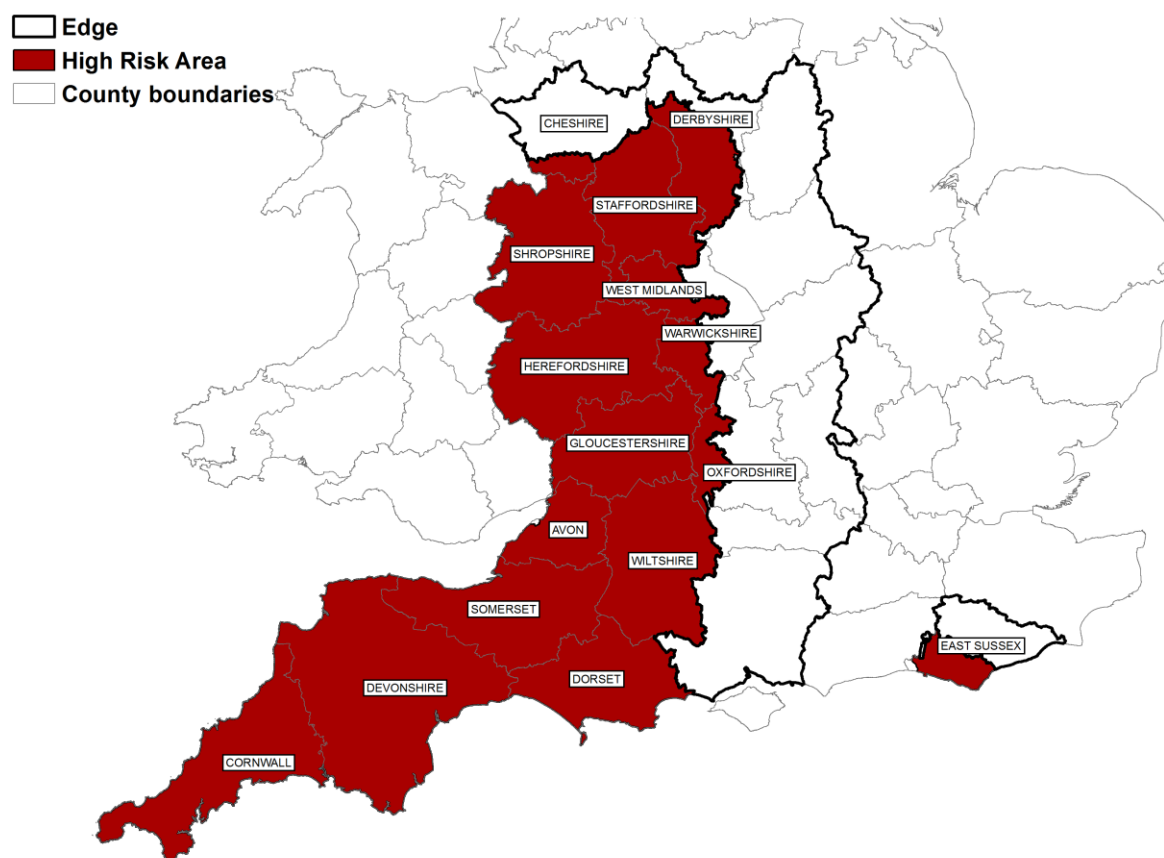 Edge
High Risk Area
County boundaries
CHESHIRE
DERBYSHIRE
STAFFORDSHIRE
SHROPSHIRE
WEST MIDLANDS
WARWICKSHIRE
HEREFORDSHIRE
GLOUCESTERSHIRE
OXFORDSHIRE
AVON
WILTSHIRE
SOMERSET
EAST SUSSEX
DORSET
DEVONSHIRE
CORNWALL